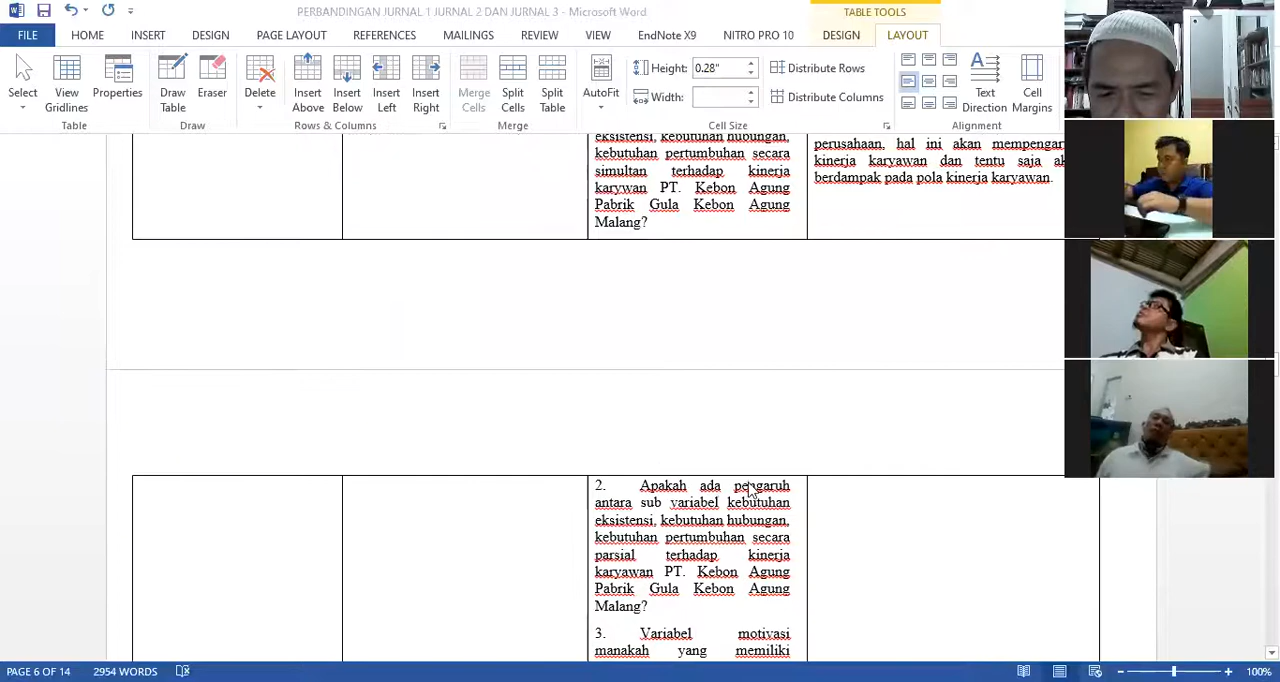 PERBANDINGAN JURNAL 1 JURNAL 2 DAN JURNAL 3 - Microsoft Word
TABLE TOOLS
FILE HOME INSERT DESIGN PAGE LAYOUT REFERENCES MAILINGS REVIEW VIEW EndNote X9 NITRO PRO 10 DESIGN LAYOUT
Select
View Gridlines
Properties
Draw Table
Eraser
Delete
Insert Above
Insert Below
Insert Left
Insert Right
Merge Cells
Split Cells
Split Table
AutoFit
Height: 0.28"
Width:
Distribute Rows
Distribute Columns
Text Direction
Cell Margins
Table Draw Rows & Columns Merge Cell Size Alignment
eksistensi, kebutuhan hubungan,
kebutuhan pertumbuhan secara
simultan terhadap kinerja
karywan PT. Kebon Agung
Pabrik Gula Kebon Agung
Malang?
perusahaan, hal ini akan
kinerja karyawan dan tentu saja
berdampak pada pola kinerja karyawan.
2. Apakah ada pengaruh
antara sub variabel kebutuhan
eksistensi, kebutuhan hubungan,
kebutuhan pertumbuhan secara
parsial terhadap kinerja
karyawan PT. Kebon Agung
Pabrik Gula Kebon Agung
Malang?
3. Variabel motivasi
manakah yang memiliki
PAGE 6 OF 14 2954 WORDS
100%